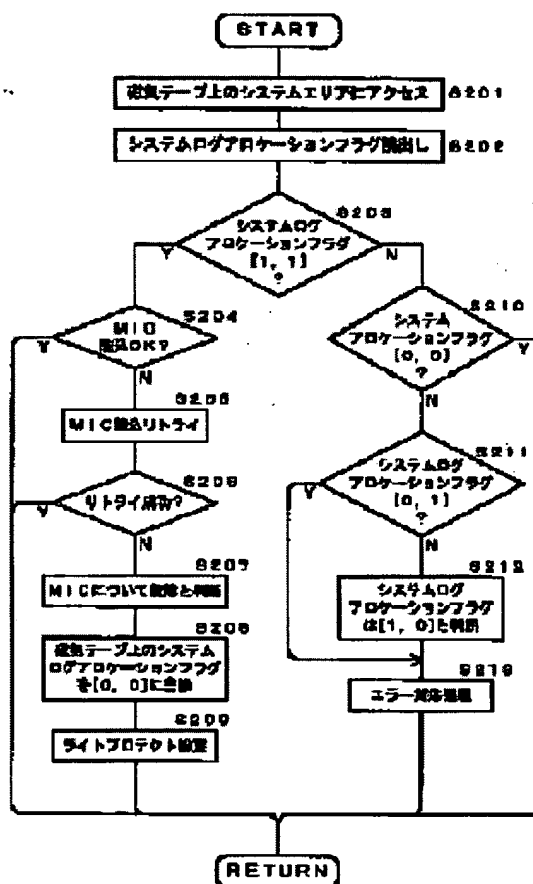 START
磁気テープ上のシステムエリアにアクセス
S201
システムログアロケーションフラグ読出し
S202
S203
システムログ
アロケーションフラグ
[1, 1]
?
Y
N
S204
MIC
読込OK?
Y
N
S205
MIC読込リトライ
S206
リトライ成功?
Y
N
S207
MICについて故障と判断
S208
磁気テープ上のシステム
ログアロケーションフラグ
を[0, 0]に
S209
ライトプロテクト設定
S210
システム
アロケーションフラグ
[0, 0]
?
Y
N
S211
システムログ
アロケーションフラグ
[0, 1]
?
Y
N
S212
システムログ
アロケーションフラグ
は[1, 0]と判断
S213
エラー対応処理
RETURN